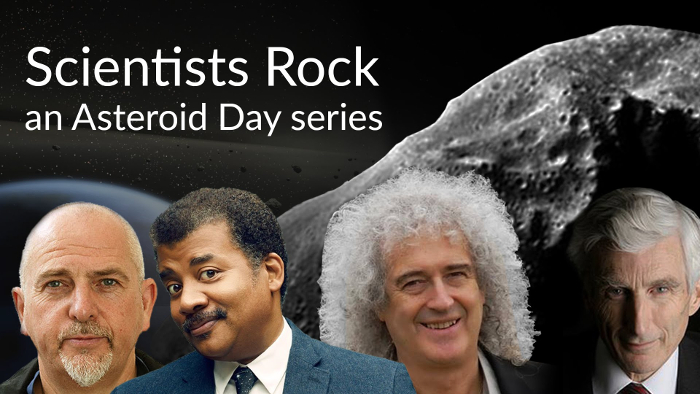 Scientists Rock
an Asteroid Day series